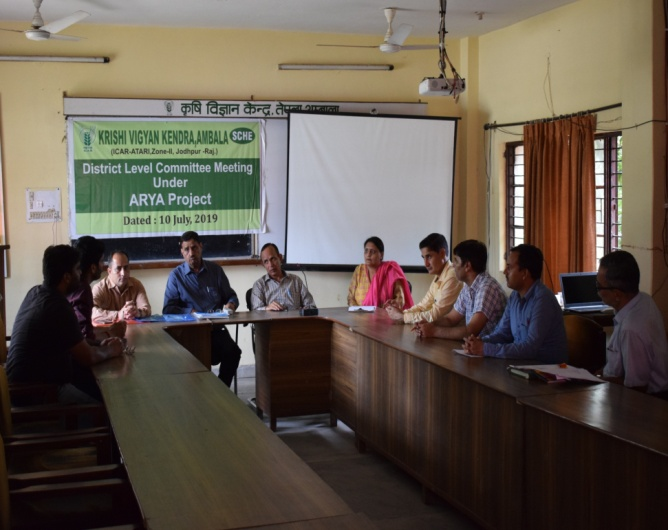 कृषि विज्ञान केन्द्र, तेपला अम्बाला
KRISHI VIGYAN KENDRA, AMBALA SCHE
(ICAR-ATARI, Zone-II, Jodhpur -Raj.)
District Level Committee Meeting
Under
ARYA Project
Dated : 10 July, 2019